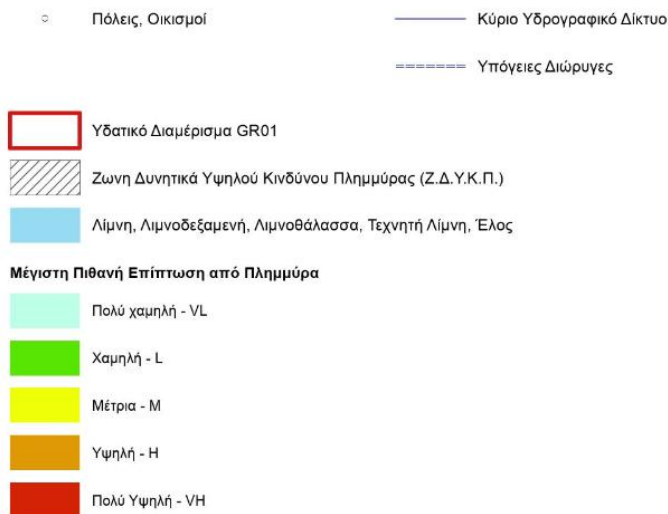 Πόλεις, Οικισμοί
Κύριο Υδρογραφικό Δίκτυο
Υπόγειες Διώρυγες
Υδατικό Διαμέρισμα GR01
Ζωνη Δυνητικά Υψηλού Κινδύνου Πλημμύρας (Ζ.Δ.Υ.Κ.Π.)
Λίμνη, Λιμνοδεξαμενή, Λιμνοθάλασσα, Τεχνητή Λίμνη, Έλος
Μέγιστη Πιθανή Επίπτωση από Πλημμύρα
Πολύ χαμηλή - VL
Χαμηλή - L
Μέτρια - M
Υψηλή - H
Πολύ Υψηλή - VH